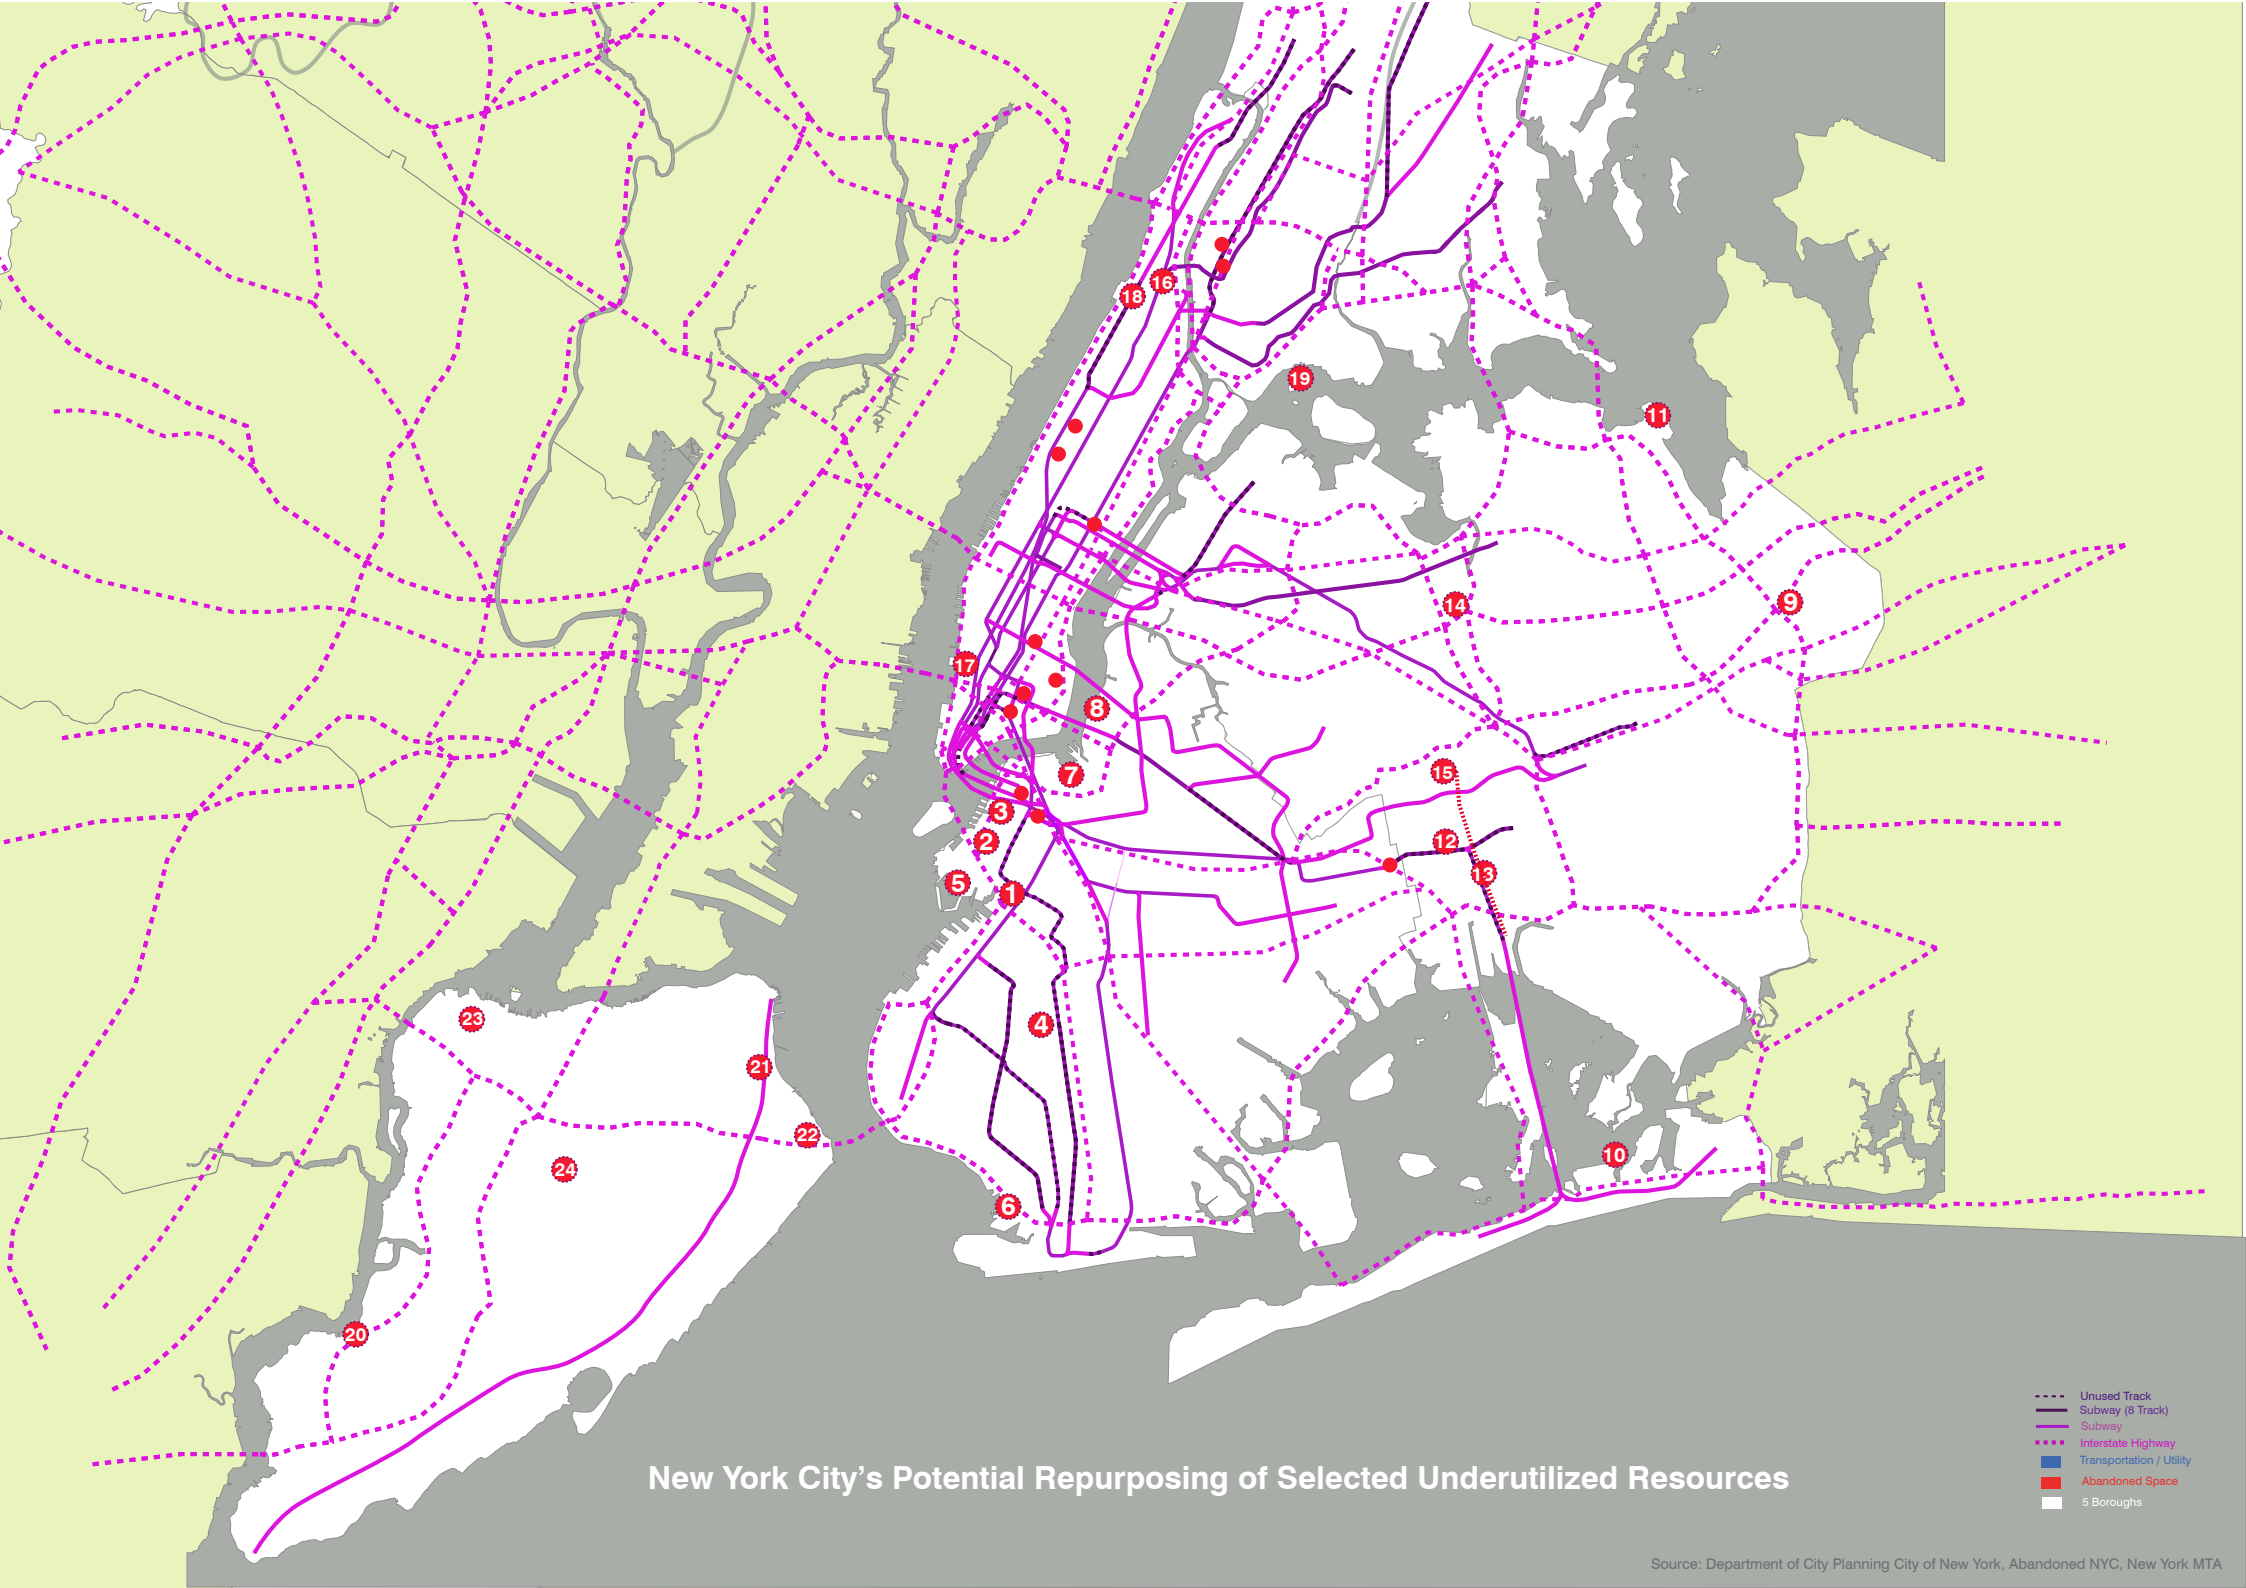 18
16
19
11
14
9
17
8
15
7
3
2
12
5
1
13
23
4
21
22
10
24
6
20
Unused Track
Subway (8 Track)
Subway
Interstate Highway
Transportation / Utility
Abandoned Space
5 Boroughs
New York City’s Potential Repurposing of Selected Underutilized Resources
Source: Department of City Planning City of New York, Abandoned NYC, New York MTA